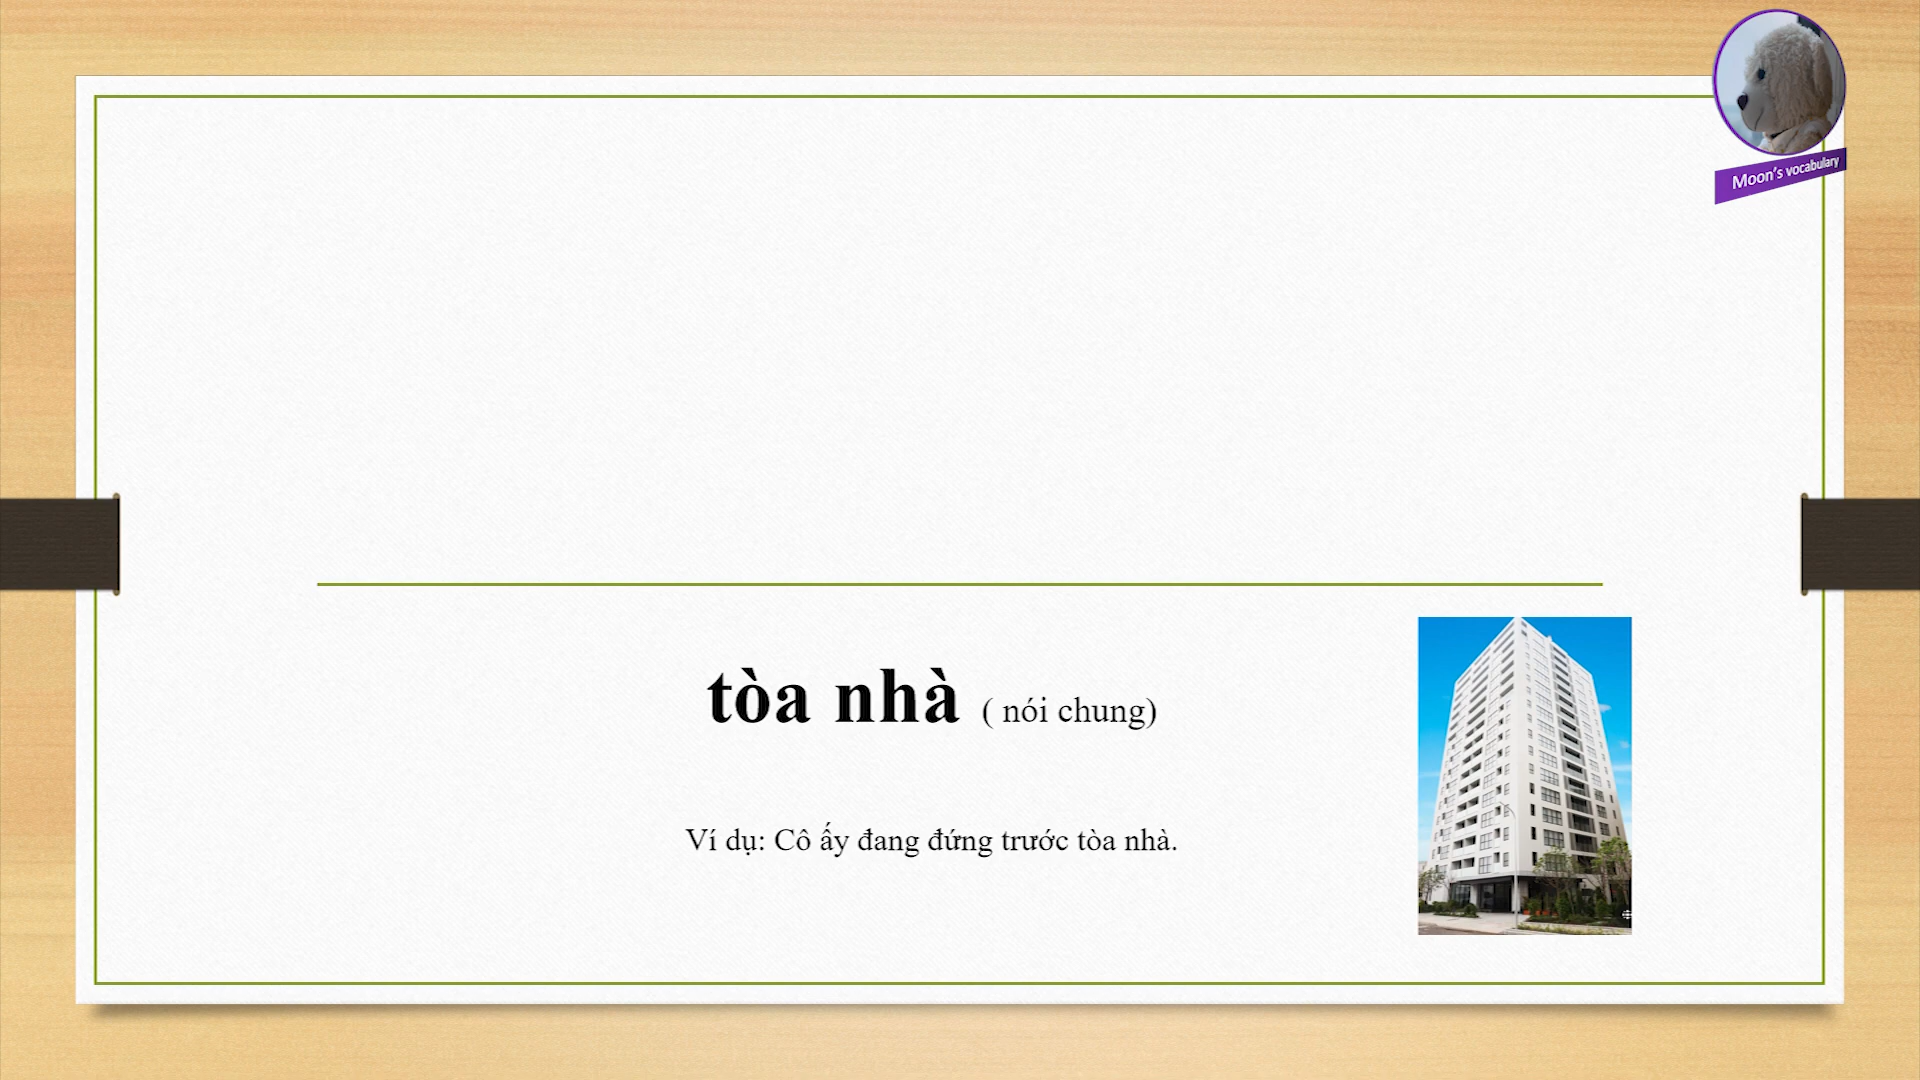 Moon's vocabulary
tòa nhà ( nói chung)
Ví dụ: Cô ấy đang đứng trước tòa nhà.